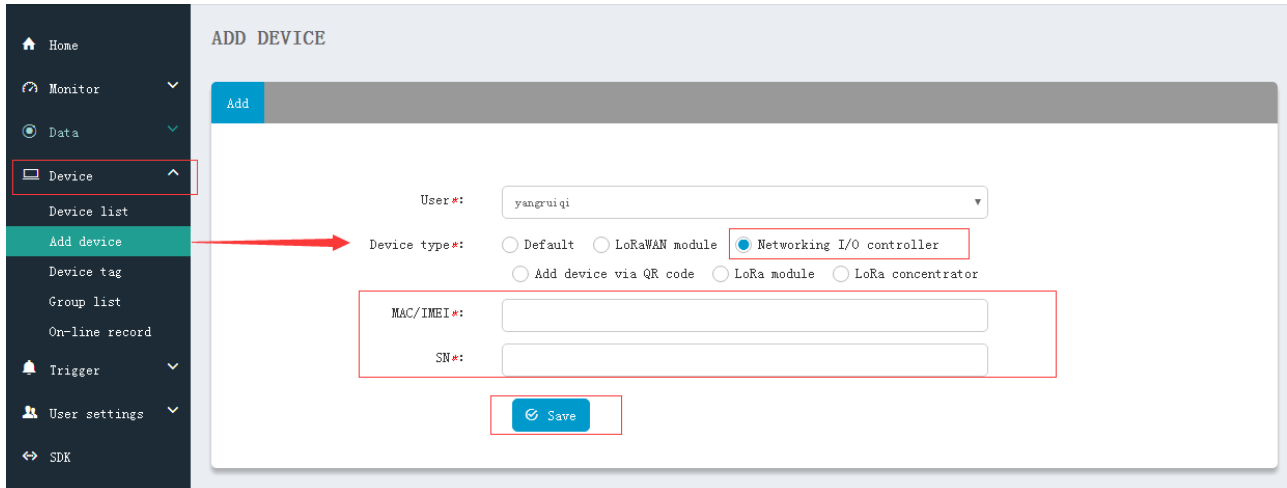 ADD DEVICE
Home
Monitor
Data
Device
Device list
Add device
Device tag
Group list
On-line record
Trigger
User settings
SDK
Add
User*: yangruiqi
Device type*: Default LoRaWAN module Networking I/O controller
Add device via QR code LoRa module LoRa concentrator
MAC/IMEI*:
SN*:
Save